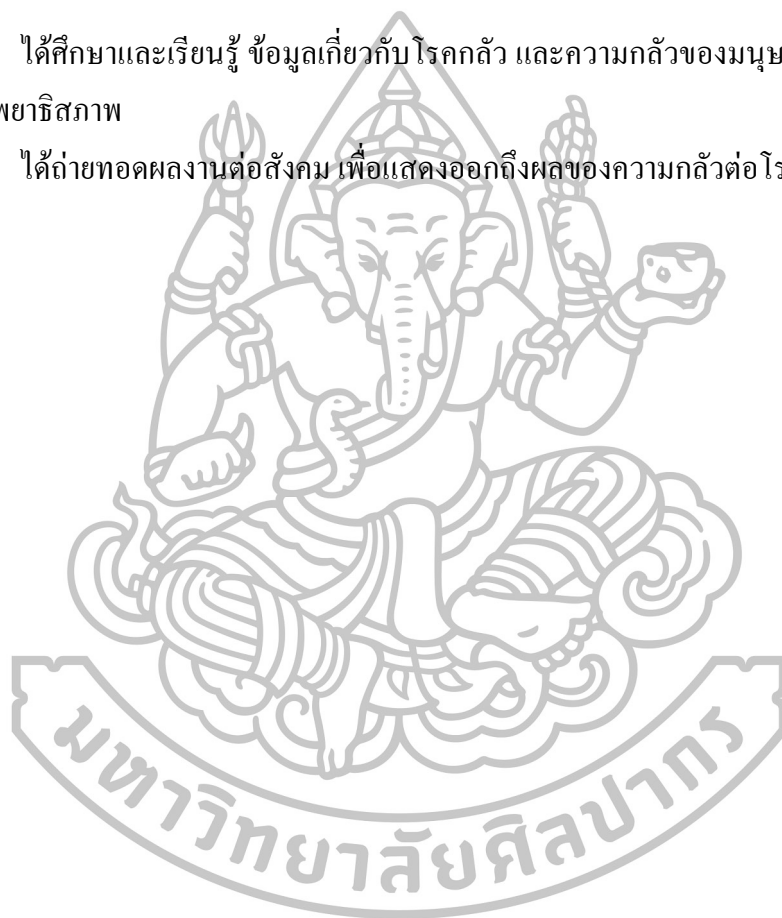 ได้ศึกษาและเรียนรู้ ข้อมูลเกี่ยวกับโรคกลัว และความกลัวของมนุษ
พยาธิสภาพ
ได้ถ่ายทอดผลงานต่อสังคม เพื่อแสดงออกถึงผลของความกลัวต่อโร
มหาวิทยาลัยศิลปากร